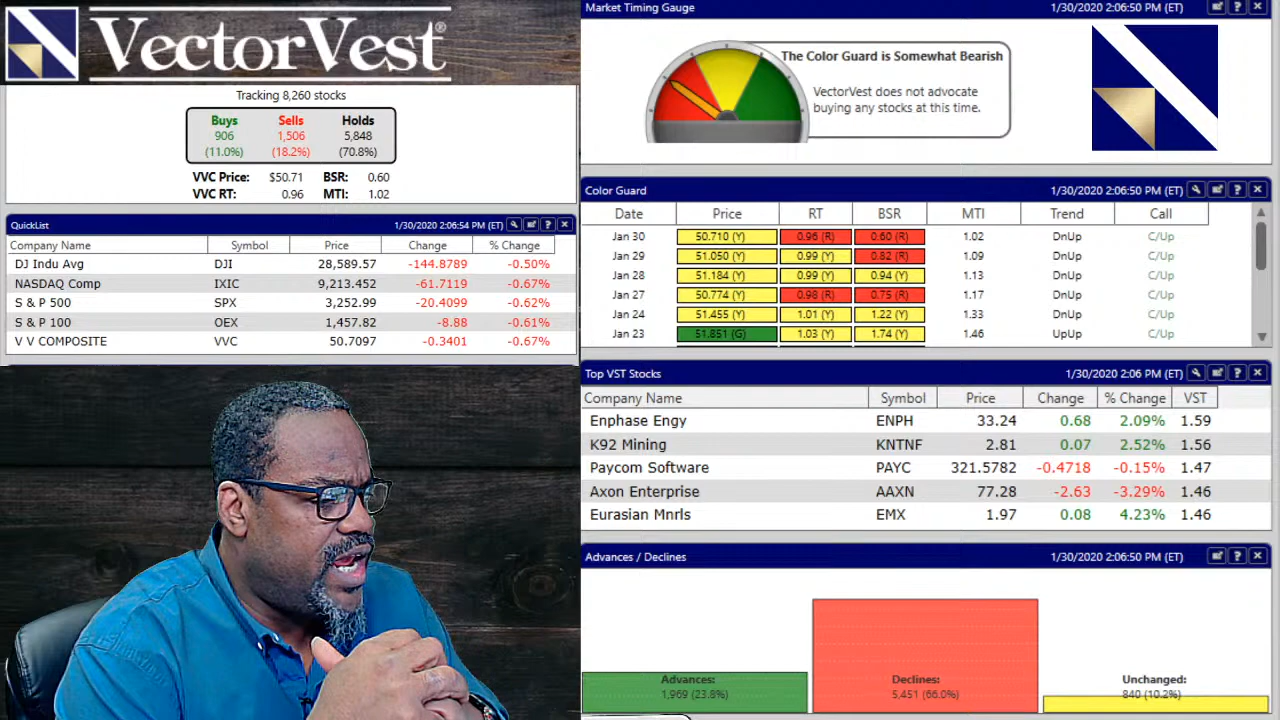 VectorVest®
Tracking 8,260 stocks
Buys Sells Holds
906 1,506 5,848
(11.0%) (18.2%) (70.8%)
VVC Price: $50.71 BSR: 0.60
VVC RT: 0.96 MTI: 1.02
QuickList 1/30/2020 2:06:54 PM (ET)
Company Name Symbol Price Change % Change
DJ Indu Avg DJI 28,589.57 -144.8789 -0.50%
NASDAQ Comp IXIC 9,213.452 -61.7119 -0.67%
S & P 500 SPX 3,252.99 -20.4099 -0.62%
S & P 100 OEX 1,457.82 -8.88 -0.61%
VV COMPOSITE VVC 50.7097 -0.3401 -0.67%
Market Timing Gauge 1/30/2020 2:06:50 PM (ET)
The Color Guard is Somewhat Bearish
VectorVest does not advocate
buying any stocks at this time.
Color Guard 1/30/2020 2:06:50 PM (ET)
Date Price RT BSR MTI Trend Call
Jan 30 50.710 (Y) 0.96 (R) 0.60 (R) 1.02 DnUp C/Up
Jan 29 51.050 (Y) 0.99 (Y) 0.82 (R) 1.09 DnUp C/Up
Jan 28 51.184 (Y) 0.99 (Y) 0.94 (Y) 1.13 DnUp C/Up
Jan 27 50.774 (Y) 0.98 (R) 0.75 (R) 1.17 DnUp C/Up
Jan 24 51.455 (Y) 1.01 (Y) 1.22 (Y) 1.33 DnUp C/Up
Jan 23 51.851 (G) 1.03 (Y) 1.74 (Y) 1.46 UpUp C/Up
Top VST Stocks 1/30/2020 2:06 PM (ET)
Company Name Symbol Price Change % Change VST
Enphase Engy ENPH 33.24 0.68 2.09% 1.59
K92 Mining KNTNF 2.81 0.07 2.52% 1.56
Paycom Software PAYC 321.5782 -0.4718 -0.15% 1.47
Axon Enterprise AAXN 77.28 -2.63 -3.29% 1.46
Eurasian Mnrls EMX 1.97 0.08 4.23% 1.46
Advances / Declines 1/30/2020 2:06:50 PM (ET)
Advances: Declines: Unchanged:
1,969 (23.8%) 5,451 (66.0%) 840 (10.2%)